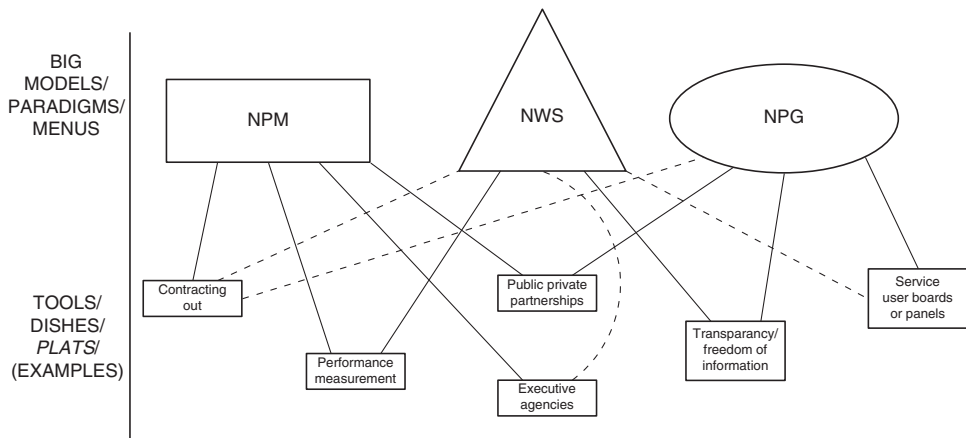 BIG
MODELS/
PARADIGMS/
MENUS
NPM
NWS
NPG
TOOLS/
DISHES/
PLATS/
(EXAMPLES)
Contracting
out
Performance
measurement
Public private
partnerships
Executive
agencies
Transparancy/
freedom of
information
Service
user boards
or panels